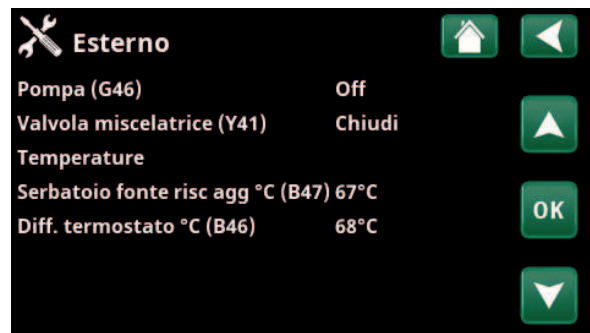 Esterno
Pompa (G46) Off
Valvola miscelatrice (Y41) Chiudi
Temperature
Serbatoio fonte risc agg °C (B47) 67°C
Diff. termostato °C (B46) 68°C
OK